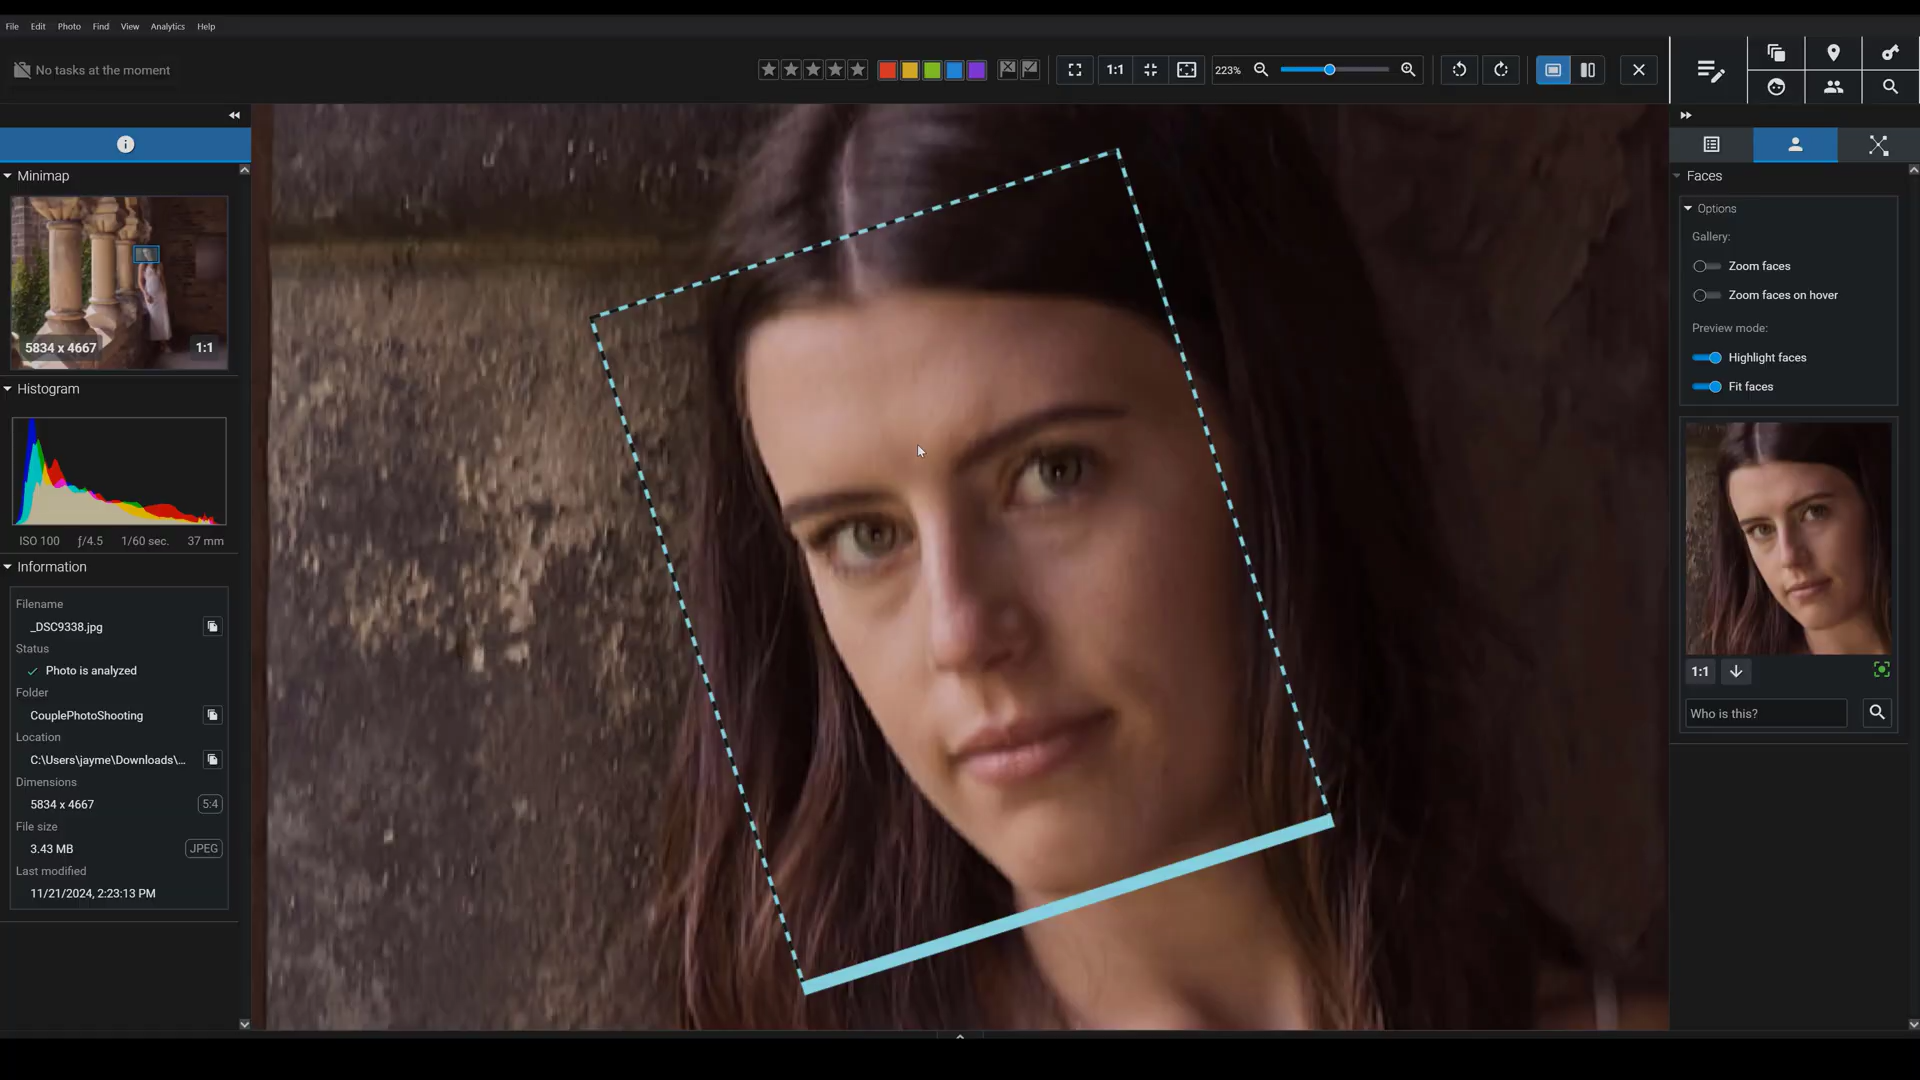 File Edit Photo Find View Analytics Help
No tasks at the moment
1:1
223%
Minimap
5834 x 4667
1:1
Histogram
ISO 100 ƒ/4.5 1/60 sec. 37 mm
Information
Filename
_DSC9338.jpg
Status
Photo is analyzed
Folder
CouplePhotoShooting
Location
C:\Users\jayme\Downloads\...
Dimensions
5834 x 4667 5:4
File size
3.43 MB JPEG
Last modified
11/21/2024, 2:23:13 PM
Faces
Options
Gallery:
Zoom faces
Zoom faces on hover
Preview mode:
Highlight faces
Fit faces
1:1
Who is this?